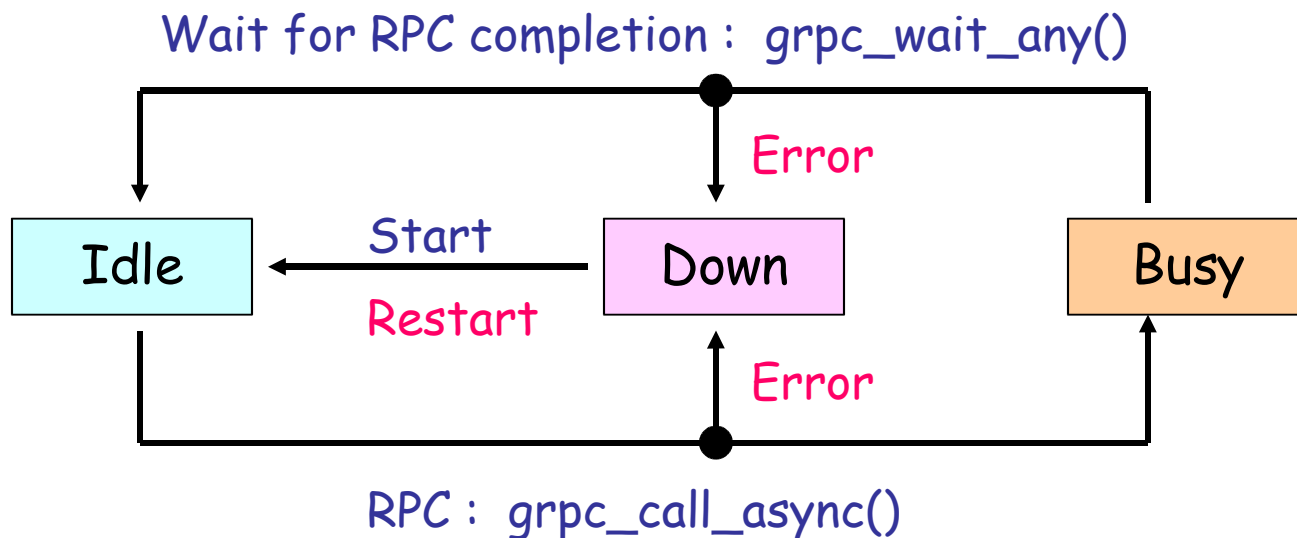 Wait for RPC completion : grpc_wait_any()
Error
Start
Idle
Down
Busy
Restart
Error
RPC : grpc_call_async()